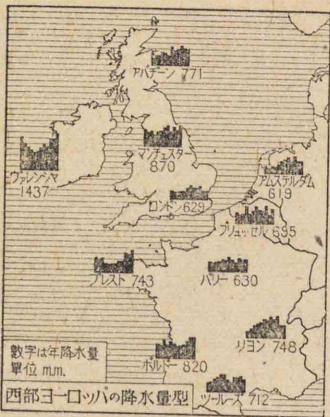 アバデーン 771
マンチェスター
870
ヴァレンシヤ
1437
ロンドン 629
アムステルダム
619
ブリュッセル 695
ブレスト 743
パリー 630
リヨン 748
ボルドー 820
ツールーズ 712
数字は年降水量
單位 m.m.
西部ヨーロッパの降水量型